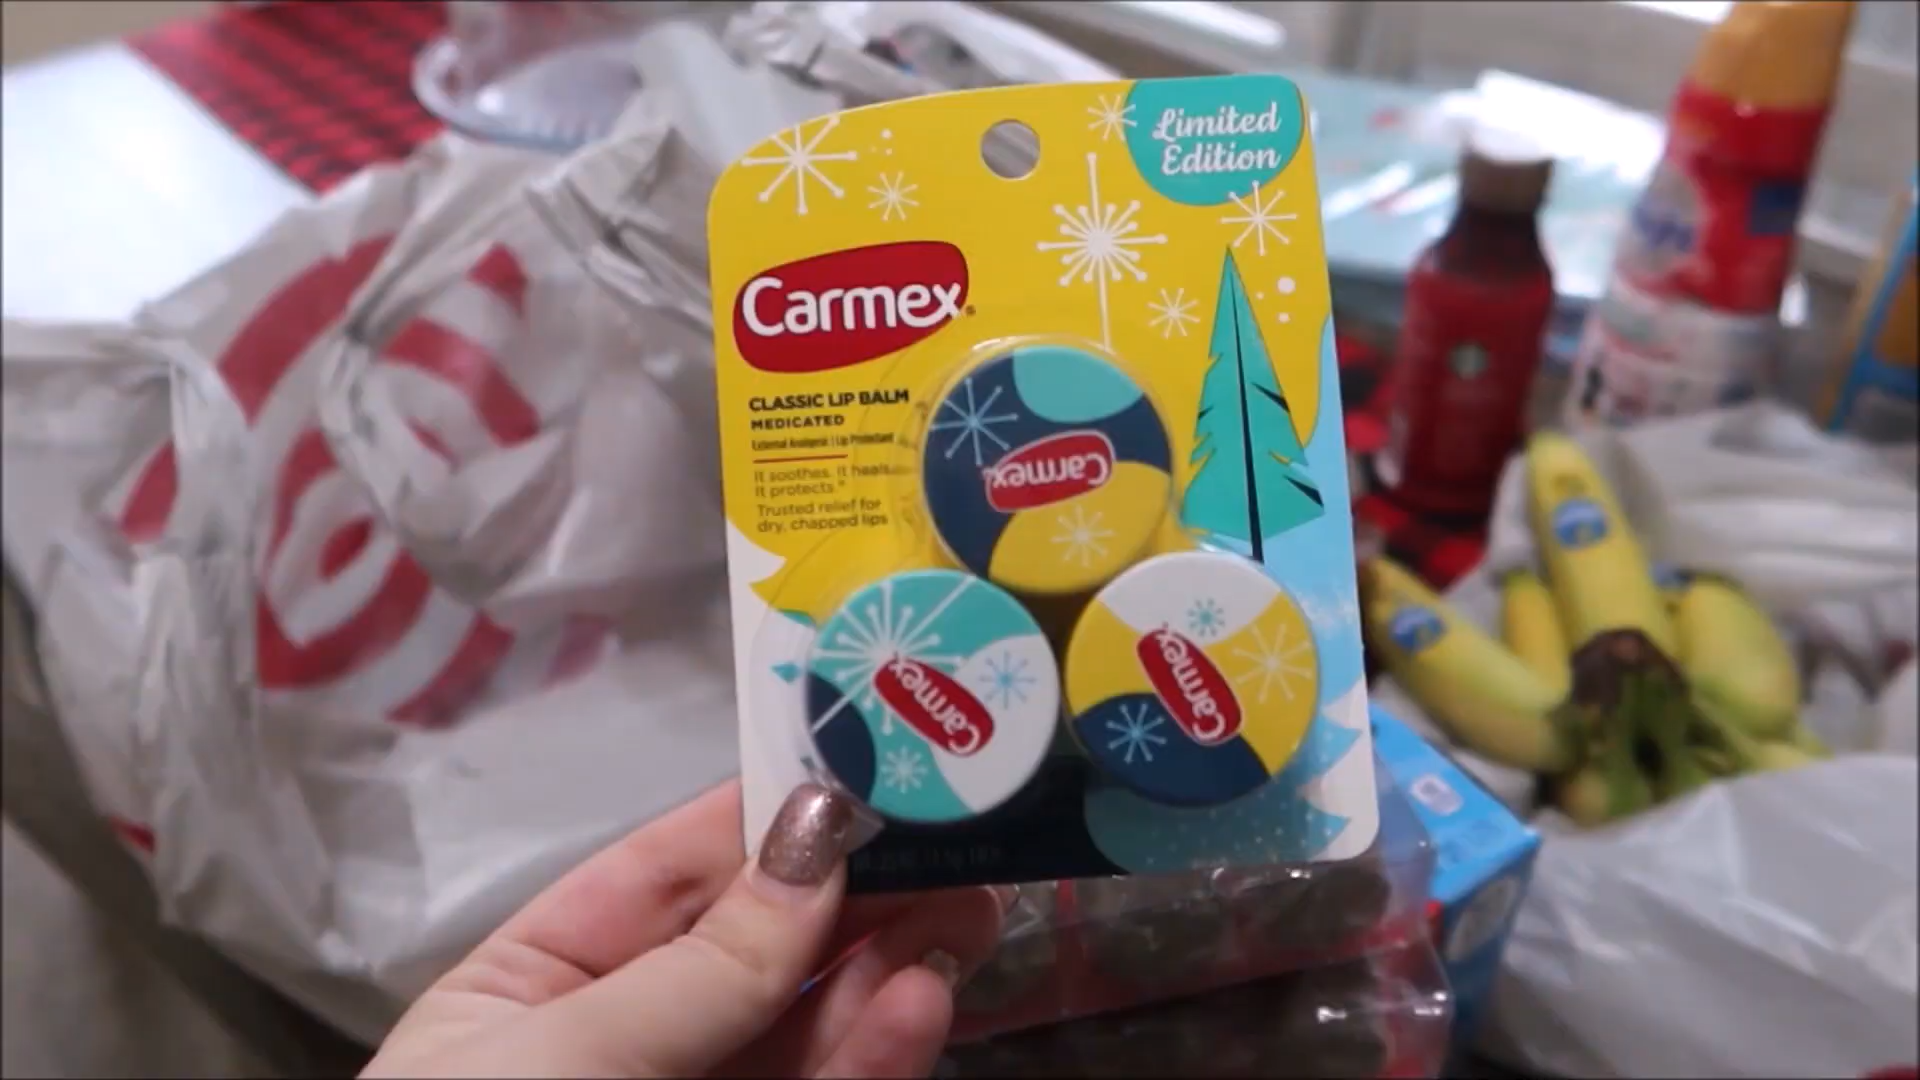 Limited
Edition
Carmex
CLASSIC LIP BALM
MEDICATED
External Analgesic | Lip Protectant
It soothes. It heals.
It protects.®
Trusted relief for
dry, chapped lips
Carmex
Carmex
Carmex